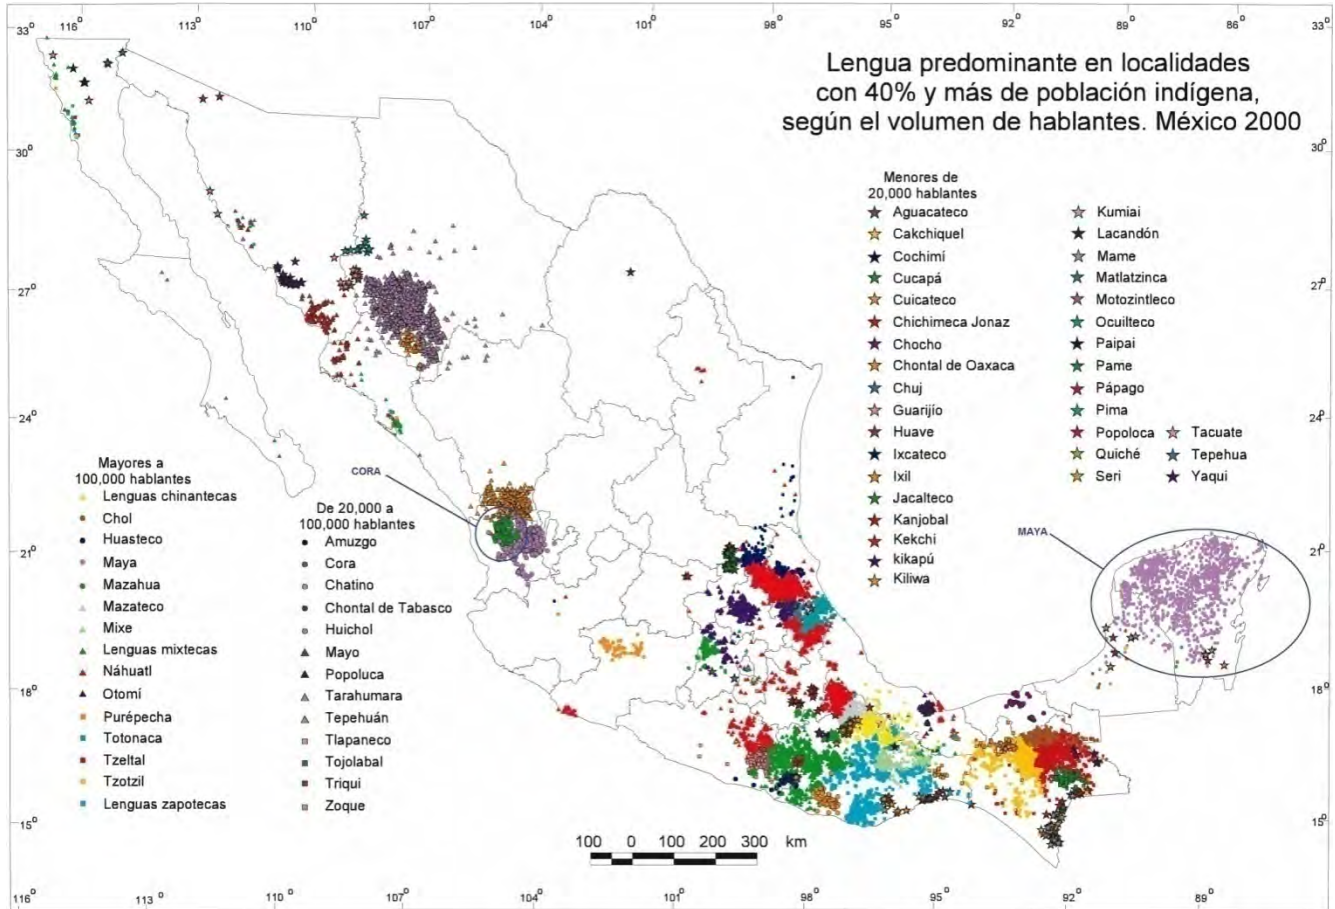 116° 113° 110° 107° 104° 101° 98° 95° 92° 89° 86°
33° 33°
Lengua predominante en localidades
con 40% y más de población indígena,
según el volumen de hablantes. México 2000
30° 30°
Menores de
20,000 hablantes
Aguacateco
Cakchiquel
Cochimí
Cucapá
Cuicateco
Chichimeca Jonaz
Chocho
Chontal de Oaxaca
Chuj
Guarijío
Huave
Ixcateco
Ixil
Jacalteco
Kanjobal
Kekchi
kikapú
Kiliwa
Kumiai
Lacandón
Mame
Matlatzinca
Motozintleco
Ocuilteco
Paipai
Pame
Pápago
Pima
Popoloca
Quiché
Seri
Tacuate
Tepehua
Yaqui
27° 27°
24° 24°
CORA
MAYA
Mayores a
100,000 hablantes
Lenguas chinantecas
Chol
Huasteco
Maya
Mazahua
Mazateco
Mixe
Lenguas mixtecas
Náhuatl
Otomí
Purépecha
Totonaca
Tzeltal
Tzotzil
Lenguas zapotecas
De 20,000 a
100,000 hablantes
Amuzgo
Cora
Chatino
Chontal de Tabasco
Huichol
Mayo
Popoluca
Tarahumara
Tepehuán
Tlapaneco
Tojolabal
Triqui
Zoque
21° 21°
18° 18°
15° 15°
100 0 100 200 300 km
116° 113° 110° 107° 104° 101° 98° 95° 92° 89° 86°